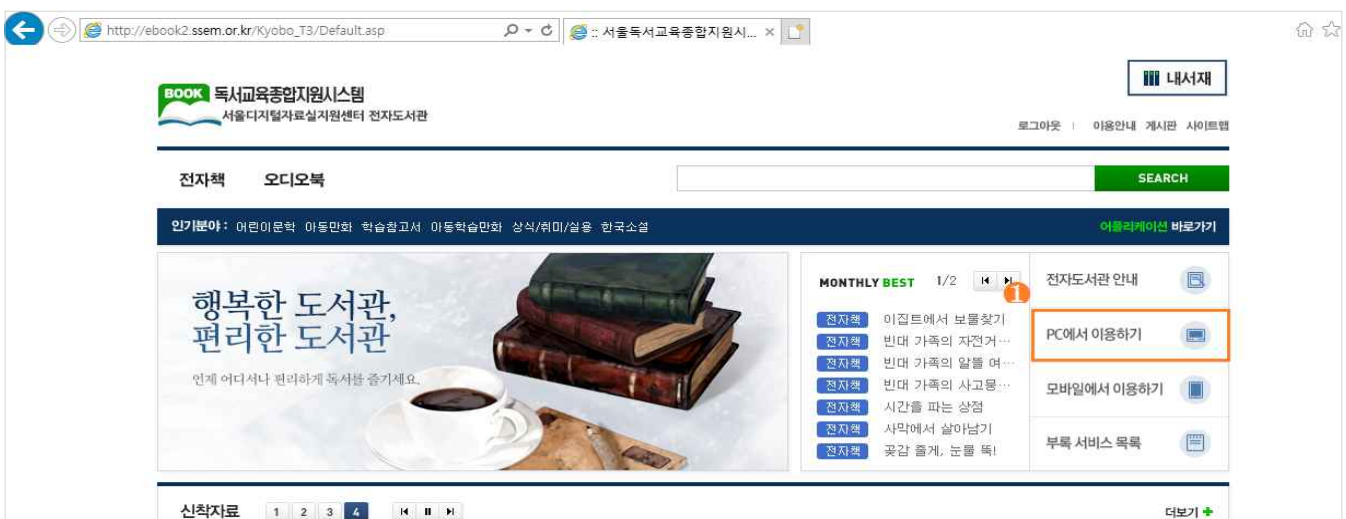 http://ebook2.ssem.or.kr/Kyobo_T3/Default.asp
:: 서울독서교육종합지원시...
내서재
BOOK 독서교육종합지원시스템
서울디지털자료실지원센터 전자도서관
로그아웃 이용안내 게시판 사이트맵
전자책 오디오북
SEARCH
인기분야 : 어린이문학 아동만화 학습참고서 아동학습만화 상식/취미/실용 한국소설
어플리케이션 바로가기
행복한 도서관,
편리한 도서관
언제 어디서나 편리하게 독서를 즐기세요.
MONTHLY BEST 1/2
1
전자책 이집트에서 보물찾기
전자책 빈대 가족의 자전거…
전자책 빈대 가족의 알뜰 여…
전자책 빈대 가족의 사고뭉…
전자책 시간을 파는 상점
전자책 사막에서 살아남기
전자책 곶감 줄게, 눈물 뚝!
전자도서관 안내
PC에서 이용하기
모바일에서 이용하기
부록 서비스 목록
신착자료 1 2 3 4
더보기 +